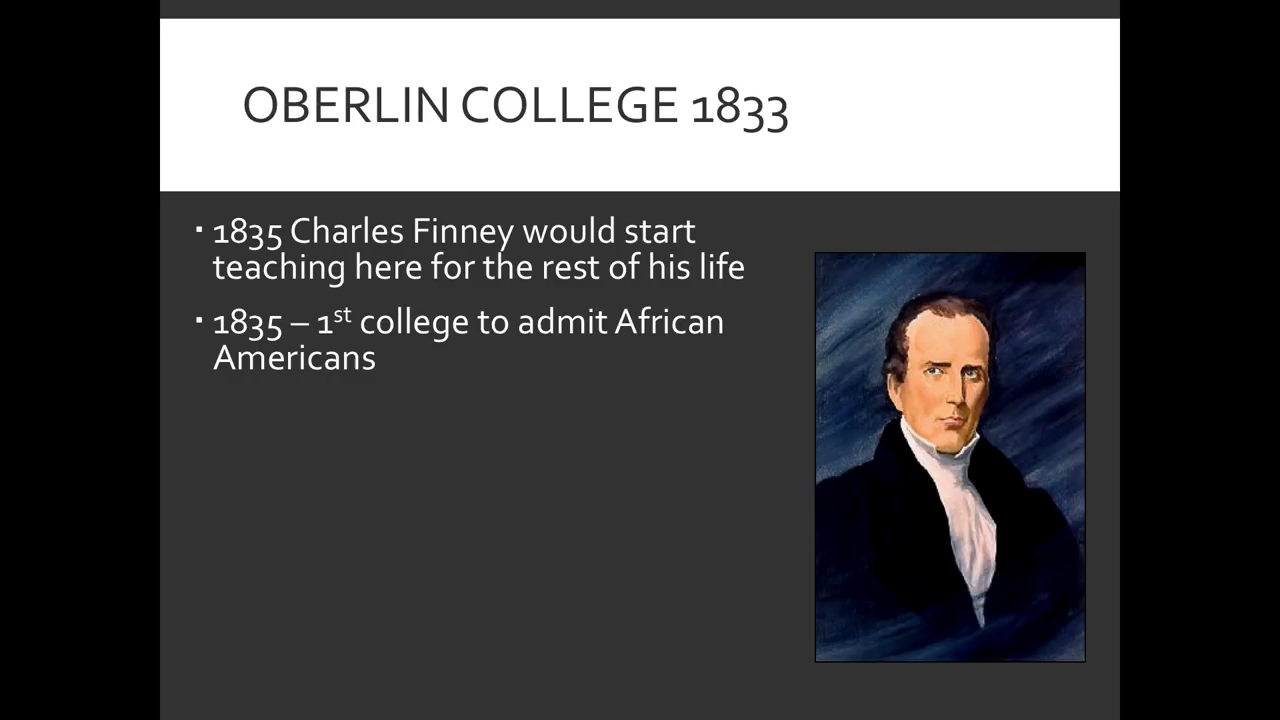 OBERLIN COLLEGE 1833
▪ 1835 Charles Finney would start
teaching here for the rest of his life
▪ 1835 – 1st college to admit African
Americans